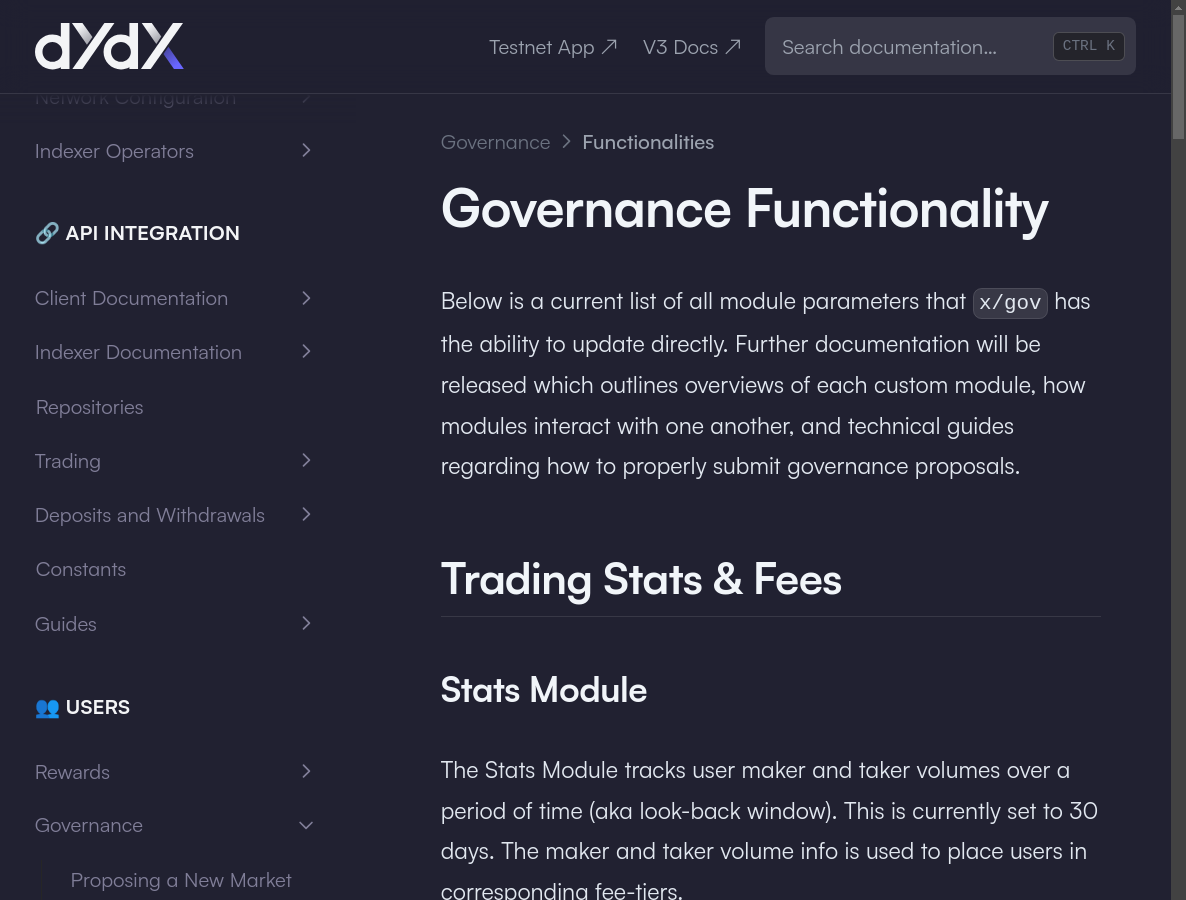 dYdX
Testnet App
V3 Docs
Search documentation…
CTRL K
Network Configuration
Indexer Operators
🔗 API INTEGRATION
Client Documentation
Indexer Documentation
Repositories
Trading
Deposits and Withdrawals
Constants
Guides
👥 USERS
Rewards
Governance
Proposing a New Market
Governance > Functionalities
Governance Functionality
Below is a current list of all module parameters that x/gov has
the ability to update directly. Further documentation will be
released which outlines overviews of each custom module, how
modules interact with one another, and technical guides
regarding how to properly submit governance proposals.
Trading Stats & Fees
Stats Module
The Stats Module tracks user maker and taker volumes over a
period of time (aka look-back window). This is currently set to 30
days. The maker and taker volume info is used to place users in
corresponding fee-tiers.